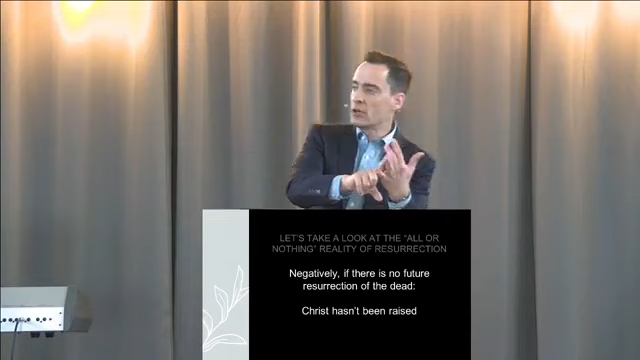 LET'S TAKE A LOOK AT THE "ALL OR
NOTHING" REALITY OF RESURRECTION
Negatively, if there is no future
resurrection of the dead:
Christ hasn't been raised